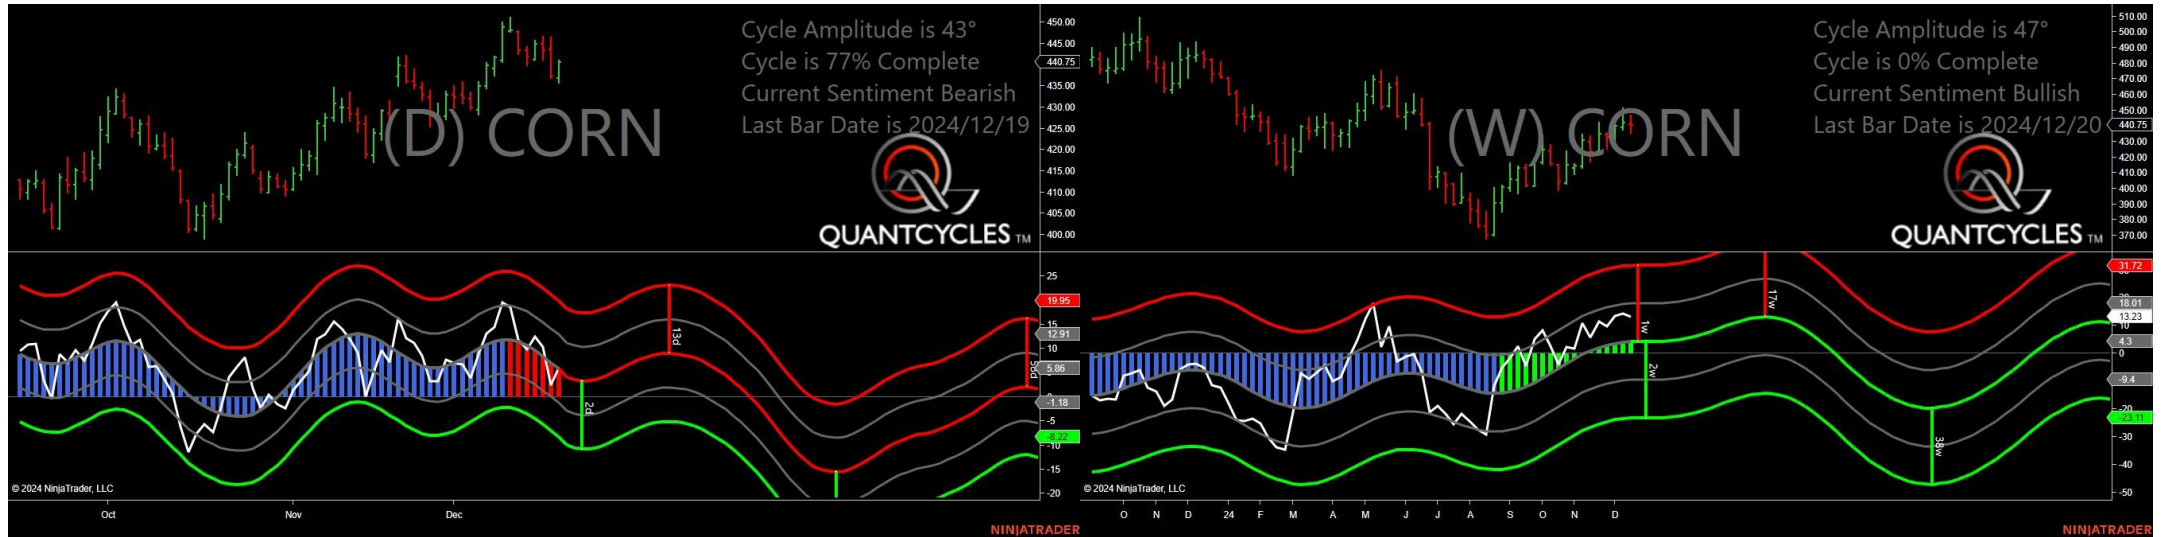 Cycle Amplitude is 43°
Cycle is 77% Complete
Current Sentiment Bearish
Last Bar Date is 2024/12/19
(D) CORN
QUANTCYCLES TM
450.00
445.00
440.75
435.00
430.00
425.00
420.00
415.00
410.00
405.00
400.00
25
19.95
15
12.91
10
5.86
0
-1.18
-5
-8.22
-10
-15
-20
2d
13d
© 2024 NinjaTrader, LLC
Oct Nov Dec
NINJATRADER
Cycle Amplitude is 47°
Cycle is 0% Complete
Current Sentiment Bullish
Last Bar Date is 2024/12/20
(W) CORN
QUANTCYCLES TM
510.00
500.00
490.00
480.00
470.00
460.00
450.00
440.75
430.00
420.00
410.00
400.00
390.00
380.00
370.00
31.72
18.01
13.23
10
4.3
0
-9.4
-20
-23.11
-30
-40
-50
1w
2w
17w
38w
© 2024 NinjaTrader, LLC
O N D 24 F M A M J J A S O N D
NINJATRADER